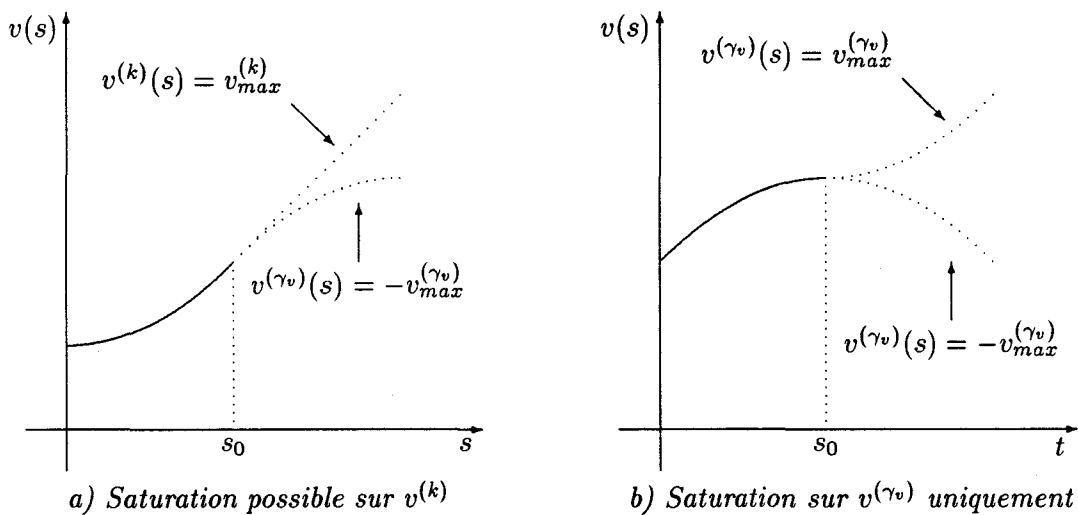 v(s)
v^{(k)}(s) = v_{max}^{(k)}
v^{(γ_v)}(s) = −v_{max}^{(γ_v)}
s_0
s
a) Saturation possible sur v^{(k)}
v(s)
v^{(γ_v)}(s) = v_{max}^{(γ_v)}
v^{(γ_v)}(s) = −v_{max}^{(γ_v)}
s_0
t
b) Saturation sur v^{(γ_v)} uniquement